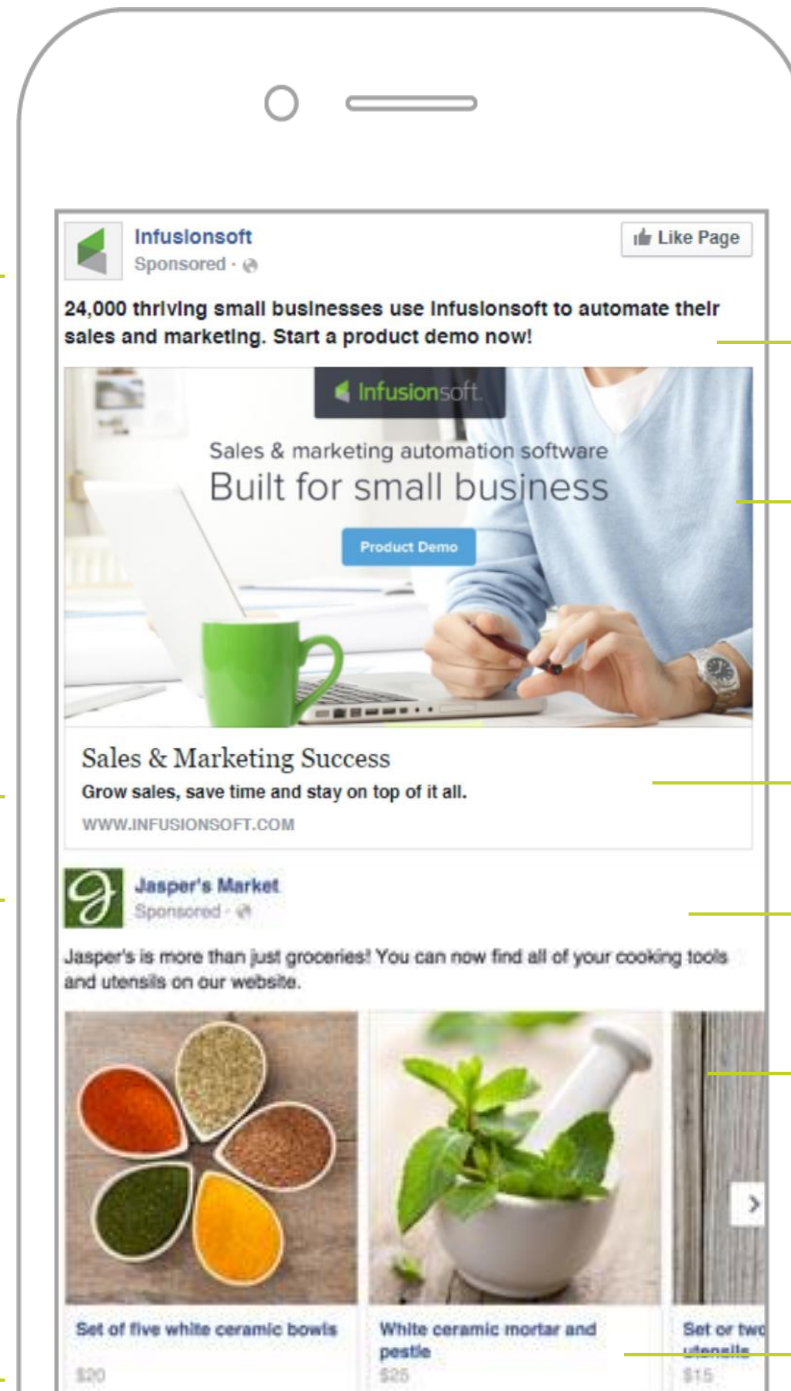 Infusionsoft
Sponsored ·
Like Page
24,000 thriving small businesses use Infusionsoft to automate their
sales and marketing. Start a product demo now!
Infusionsoft.
Sales & marketing automation software
Built for small business
Product Demo
Sales & Marketing Success
Grow sales, save time and stay on top of it all.
WWW.INFUSIONSOFT.COM
Jasper's Market
Sponsored ·
Jasper's is more than just groceries! You can now find all of your cooking tools
and utensils on our website.
Set of five white ceramic bowls
$20
White ceramic mortar and
pestle
$25
Set or two
utensils
$15